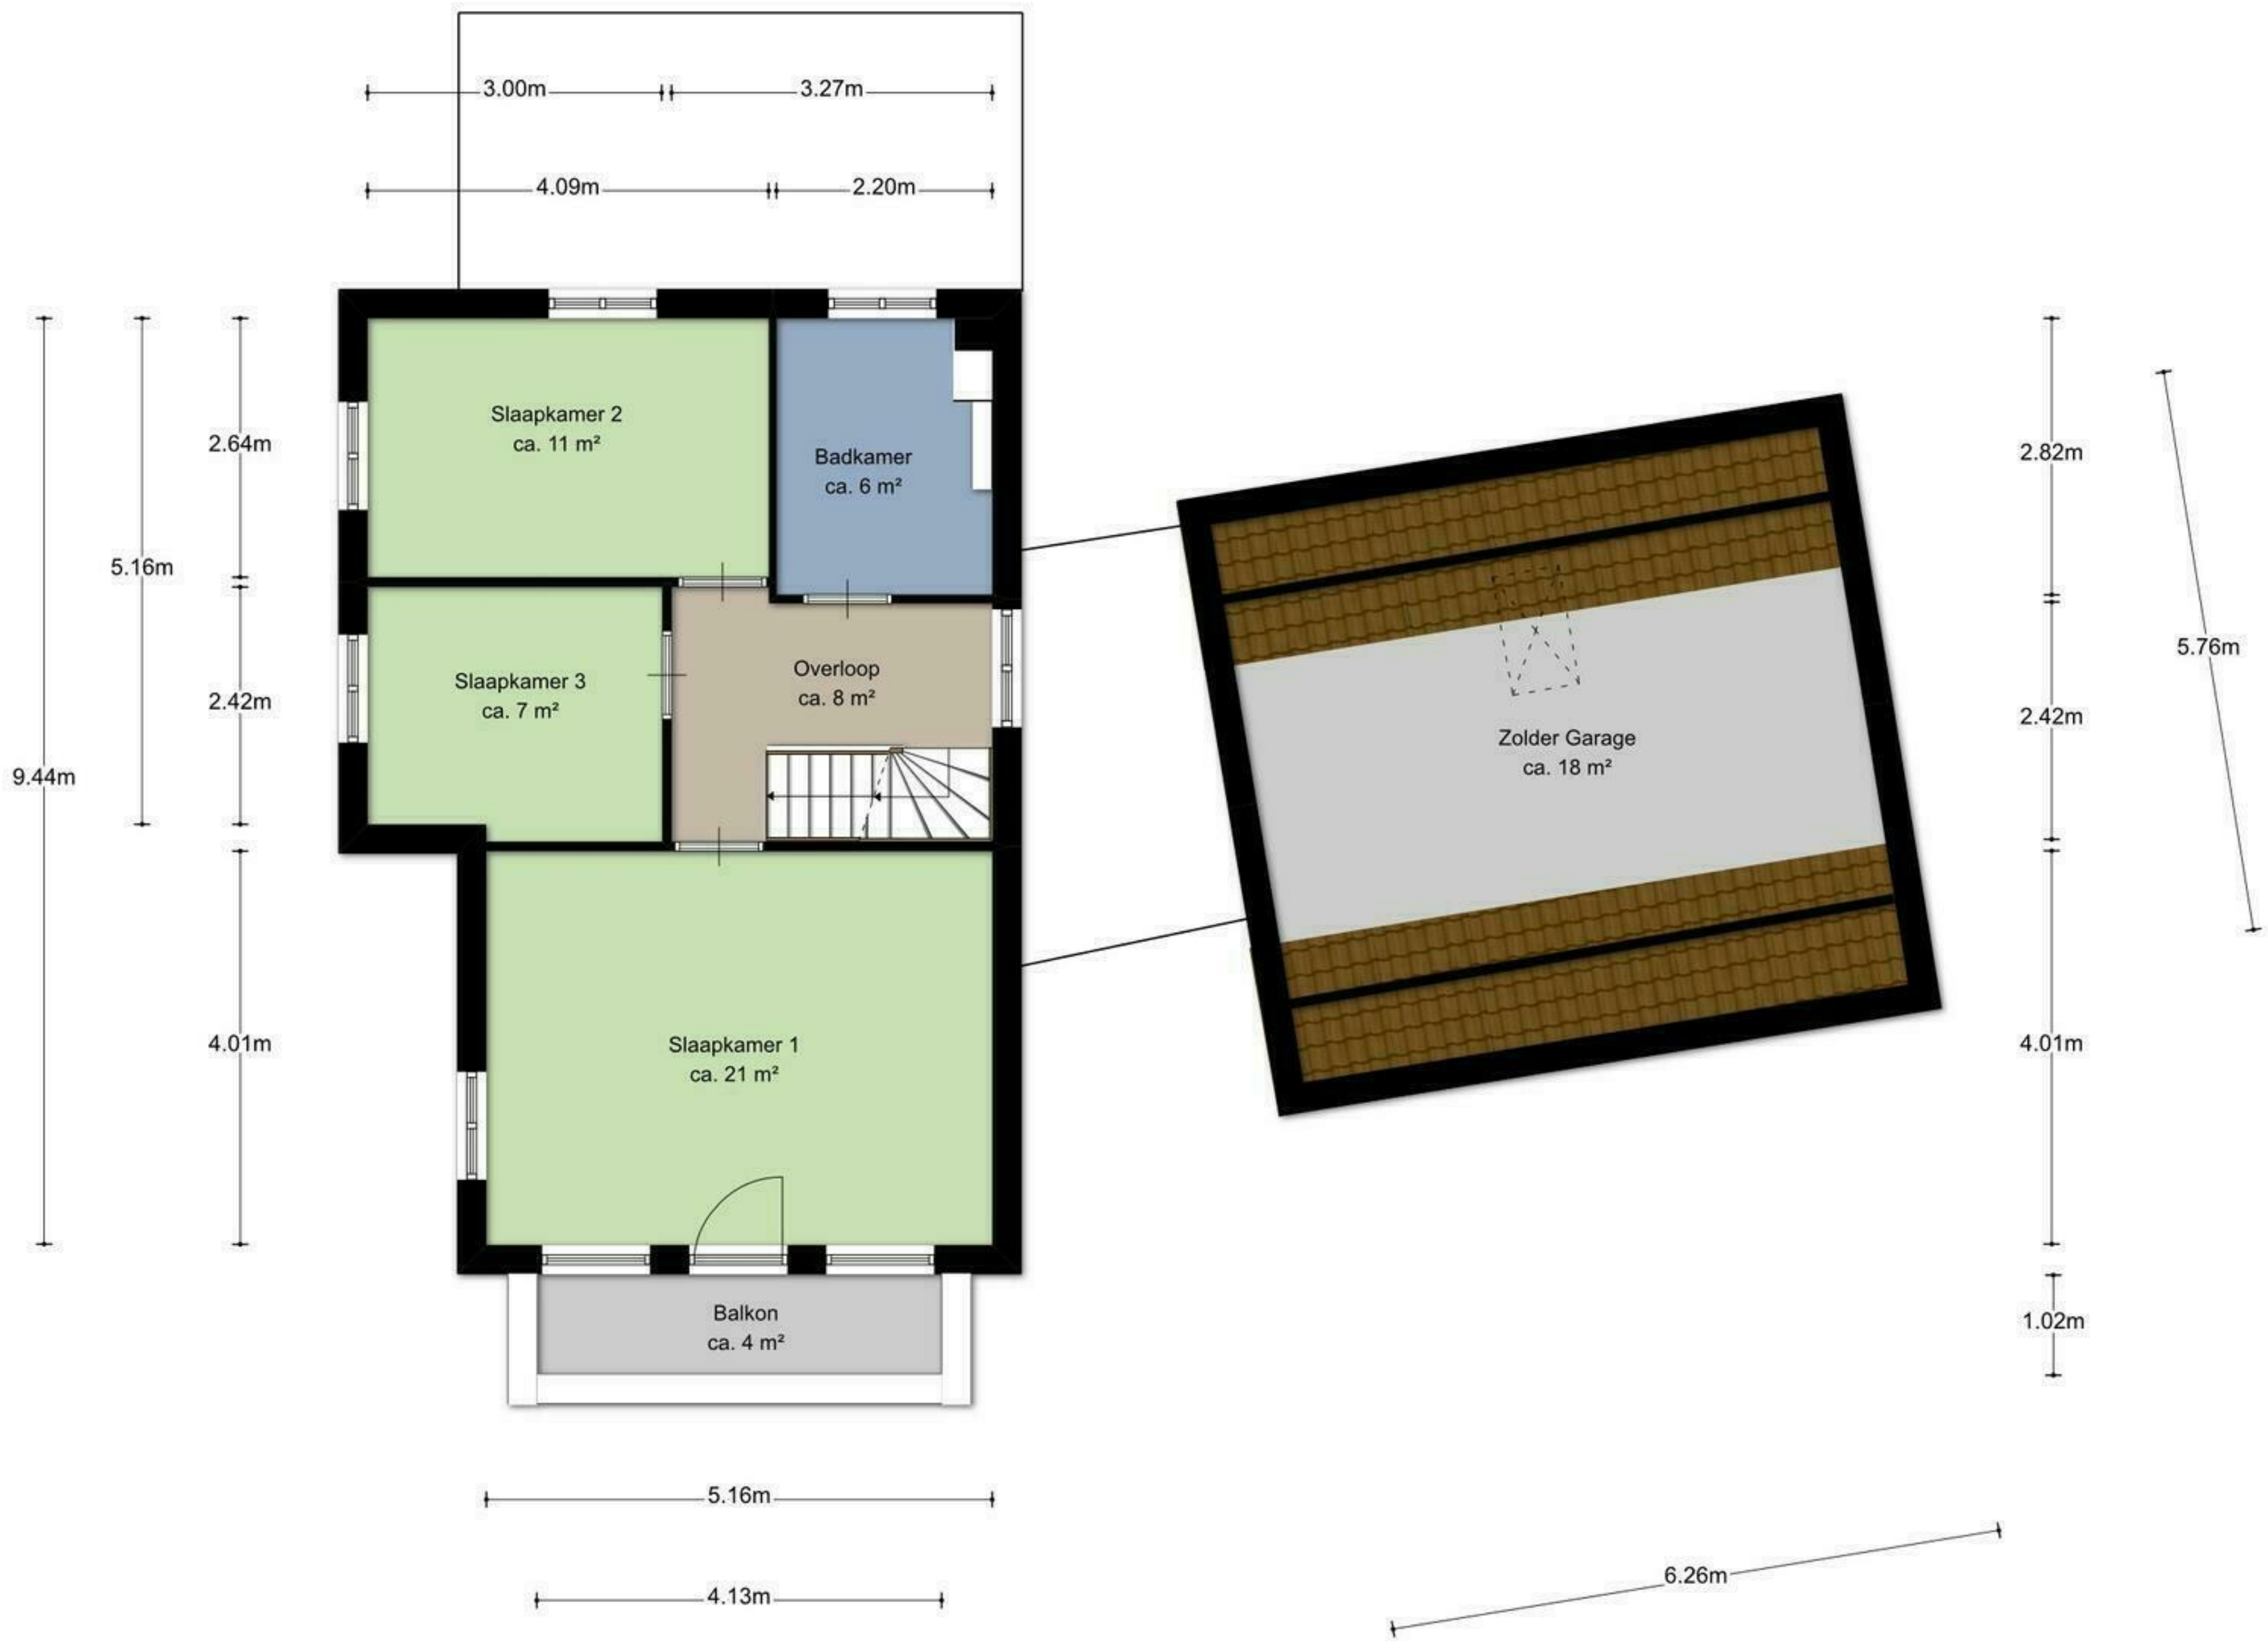 3.00m
3.27m
4.09m
2.20m
Slaapkamer 2
ca. 11 m²
Badkamer
ca. 6 m²
2.64m
2.82m
5.16m
5.76m
Slaapkamer 3
ca. 7 m²
Overloop
ca. 8 m²
2.42m
2.42m
Zolder Garage
ca. 18 m²
9.44m
4.01m
4.01m
Slaapkamer 1
ca. 21 m²
Balkon
ca. 4 m²
1.02m
5.16m
6.26m
4.13m